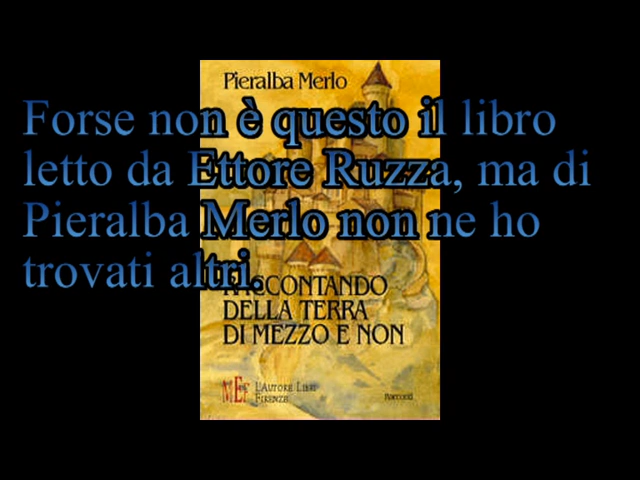 Pieralba Merlo
Forse non è questo il libro
letto da Ettore Ruzza, ma di
Pieralba Merlo non ne ho
trovati altri.
RACCONTANDO
DELLA TERRA
DI MEZZO E NON
MEF L'AUTORE LIBRI
FIRENZE
Racconti